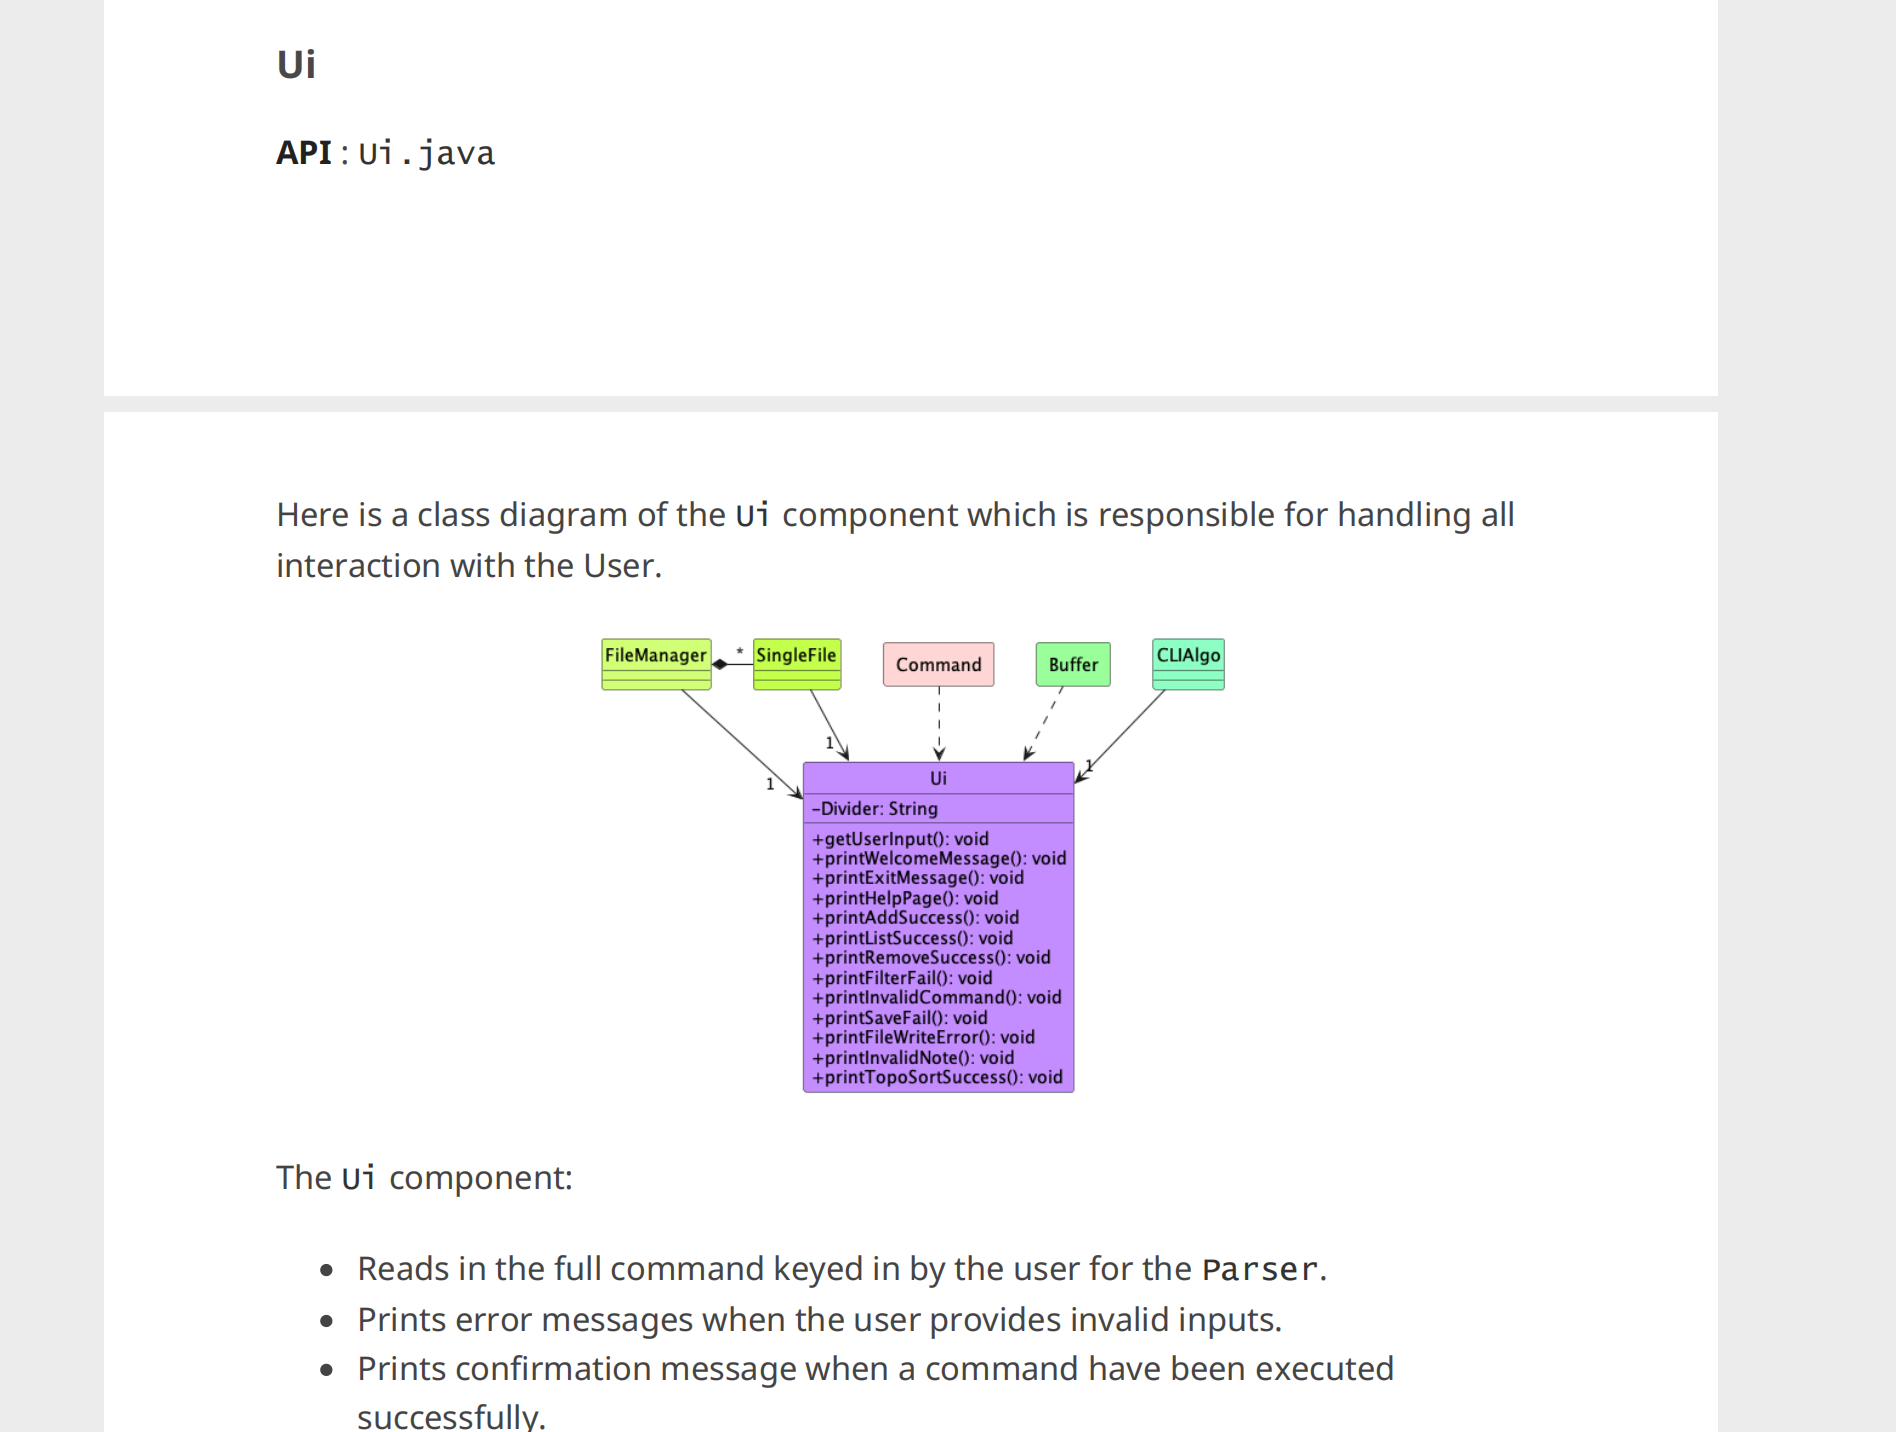 Ui
API : Ui.java
Here is a class diagram of the Ui component which is responsible for handling all
interaction with the User.
FileManager * SingleFile Command Buffer CLIAlgo
1
1
1
Ui
-Divider: String
+getUserInput(): void
+printWelcomeMessage(): void
+printExitMessage(): void
+printHelpPage(): void
+printAddSuccess(): void
+printListSuccess(): void
+printRemoveSuccess(): void
+printFilterFail(): void
+printInvalidCommand(): void
+printSaveFail(): void
+printFileWriteError(): void
+printInvalidNote(): void
+printTopoSortSuccess(): void
The Ui component:
• Reads in the full command keyed in by the user for the Parser.
• Prints error messages when the user provides invalid inputs.
• Prints confirmation message when a command have been executed
successfully.